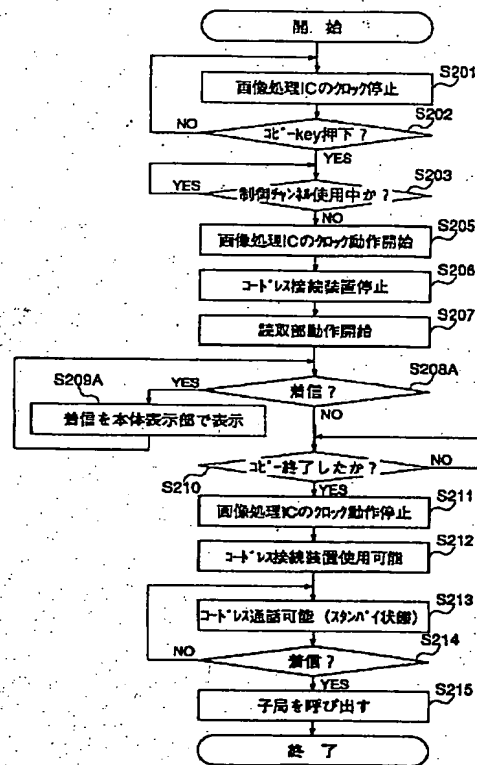 開始
画像処理ICのクロック停止
S201
コピーkey押下？
S202
NO
YES
制御チャンネル使用中か？
S203
YES
NO
画像処理ICのクロック動作開始
S205
コードレス接続装置停止
S206
読取部動作開始
S207
着信？
S208A
YES
S209A
着信を本体表示部で表示
NO
コピー終了したか？
NO
S210
YES
画像処理ICのクロック動作停止
S211
コードレス接続装置使用可能
S212
コードレス通話可能（スタンバイ状態）
S213
着信？
S214
NO
YES
子局を呼び出す
S215
終了